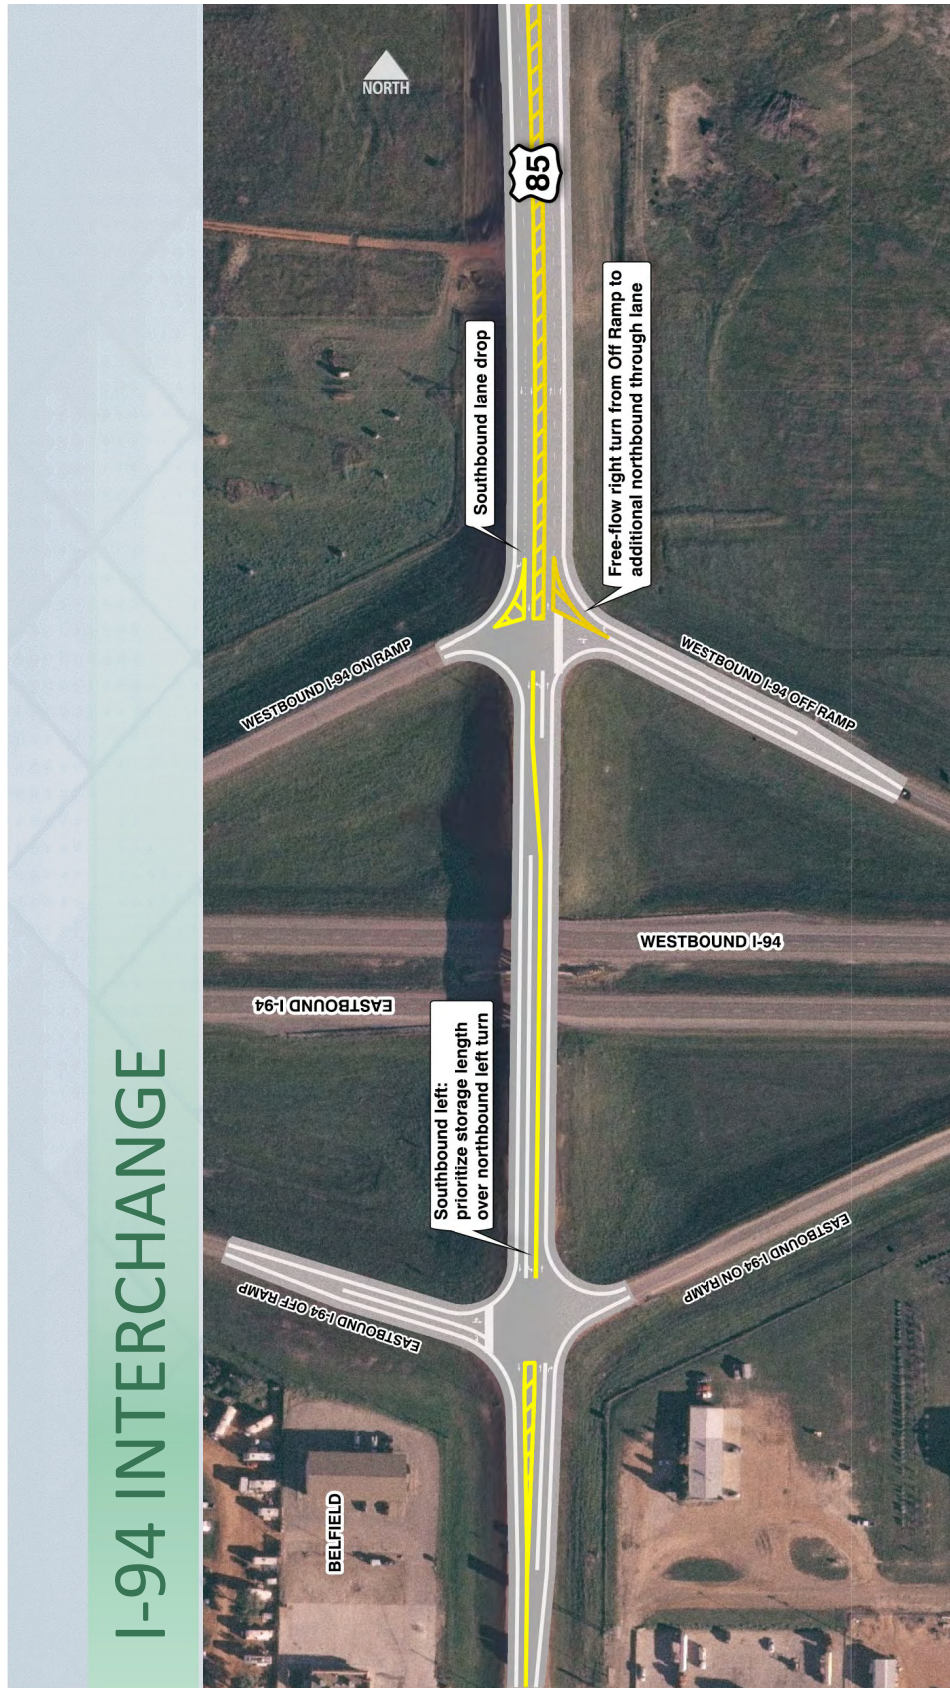 I-94 INTERCHANGE
NORTH
85
Southbound lane drop
Free-flow right turn from Off Ramp to
additional northbound through lane
WESTBOUND I-94 ON RAMP
WESTBOUND I-94 OFF RAMP
WESTBOUND I-94
EASTBOUND I-94
Southbound left:
prioritize storage length
over northbound left turn
EASTBOUND I-94 OFF RAMP
EASTBOUND I-94 ON RAMP
BELFIELD